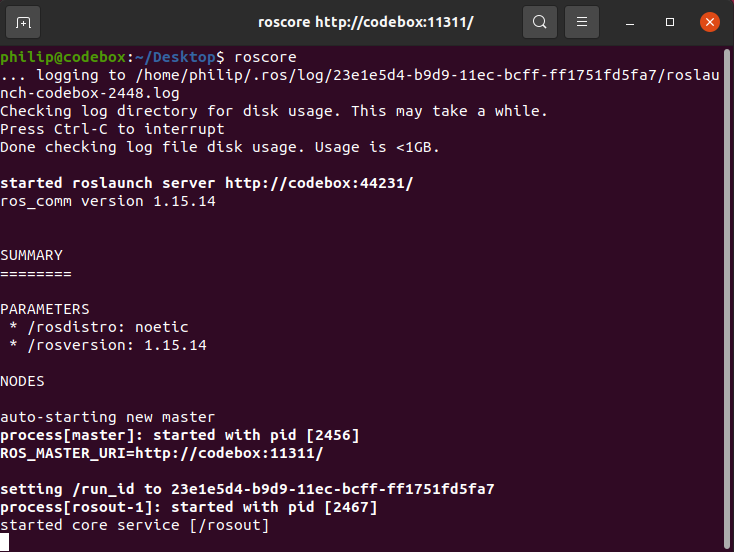 roscore http://codebox:11311/
philip@codebox:~/Desktop$ roscore
... logging to /home/philip/.ros/log/23e1e5d4-b9d9-11ec-bcff-ff1751fd5fa7/roslau
nch-codebox-2448.log
Checking log directory for disk usage. This may take a while.
Press Ctrl-C to interrupt
Done checking log file disk usage. Usage is <1GB.
started roslaunch server http://codebox:44231/
ros_comm version 1.15.14
SUMMARY
========
PARAMETERS
 * /rosdistro: noetic
 * /rosversion: 1.15.14
NODES
auto-starting new master
process[master]: started with pid [2456]
ROS_MASTER_URI=http://codebox:11311/
setting /run_id to 23e1e5d4-b9d9-11ec-bcff-ff1751fd5fa7
process[rosout-1]: started with pid [2467]
started core service [/rosout]